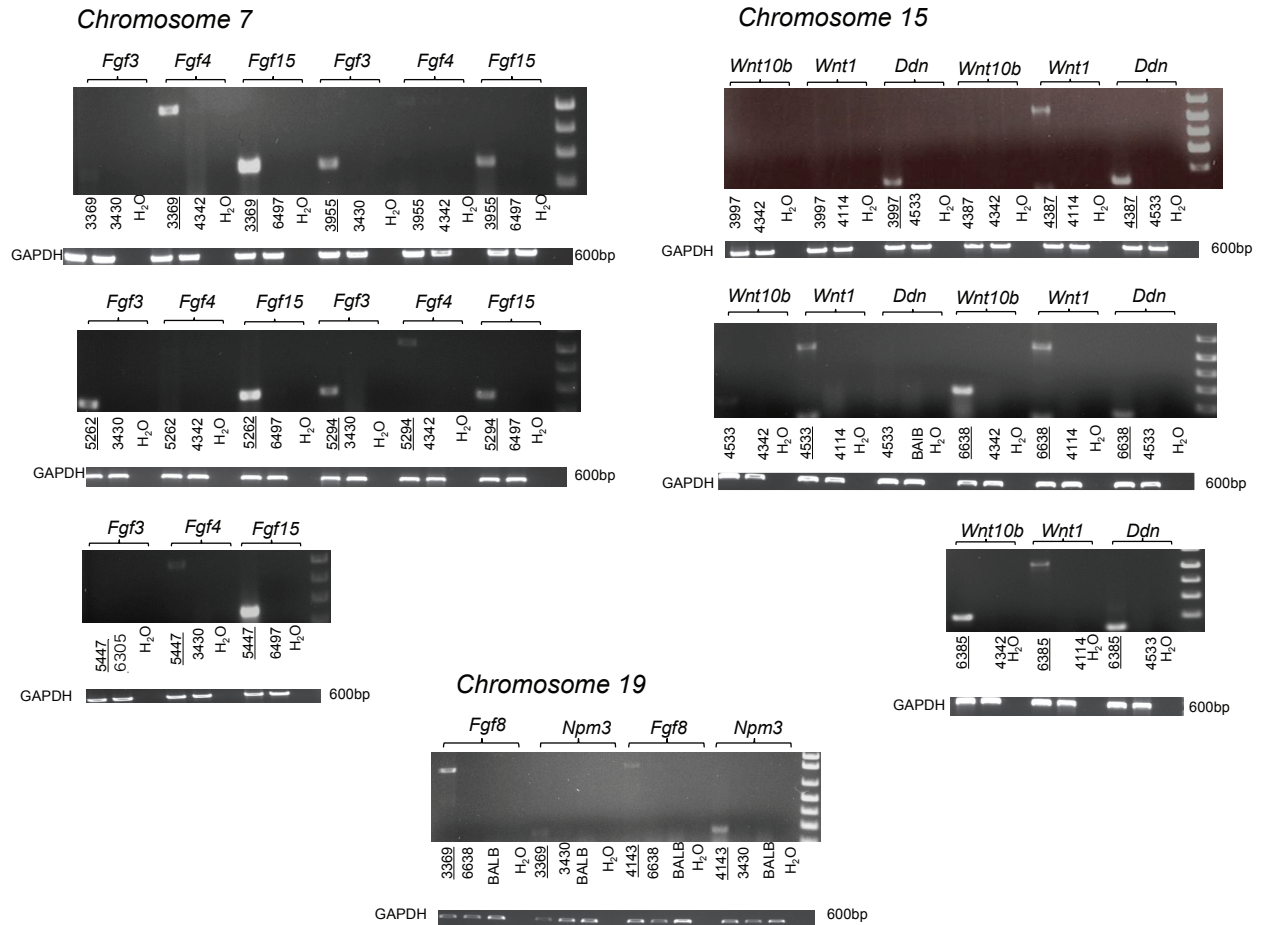 Chromosome 7
Fgf3 Fgf4 Fgf15 Fgf3 Fgf4 Fgf15
3369 3430 H2O 3369 4342 H2O 3369 6497 H2O 3955 3430 H2O 3955 4342 H2O 3955 6497 H2O
GAPDH 600bp
Fgf3 Fgf4 Fgf15 Fgf3 Fgf4 Fgf15
5262 3430 H2O 5262 4342 H2O 5262 6497 H2O 5294 3430 H2O 5294 4342 H2O 5294 6497 H2O
GAPDH 600bp
Fgf3 Fgf4 Fgf15
5447 6305 H2O 5447 3430 H2O 5447 6497 H2O
GAPDH 600bp
Chromosome 15
Wnt10b Wnt1 Ddn Wnt10b Wnt1 Ddn
3997 4342 H2O 3997 4114 H2O 3997 4533 H2O 4387 4342 H2O 4387 4114 H2O 4387 4533 H2O
GAPDH 600bp
Wnt10b Wnt1 Ddn Wnt10b Wnt1 Ddn
4533 4342 H2O 4533 4114 H2O 4533 BAIB H2O 6638 4342 H2O 6638 4114 H2O 6638 4533 H2O
GAPDH 600bp
Wnt10b Wnt1 Ddn
6385 4342 H2O 6385 4114 H2O 6385 4533 H2O
GAPDH 600bp
Chromosome 19
Fgf8 Npm3 Fgf8 Npm3
3369 6638 BALB H2O 3369 3430 BALB H2O 4143 6638 BALB H2O 4143 3430 BALB H2O
GAPDH 600bp